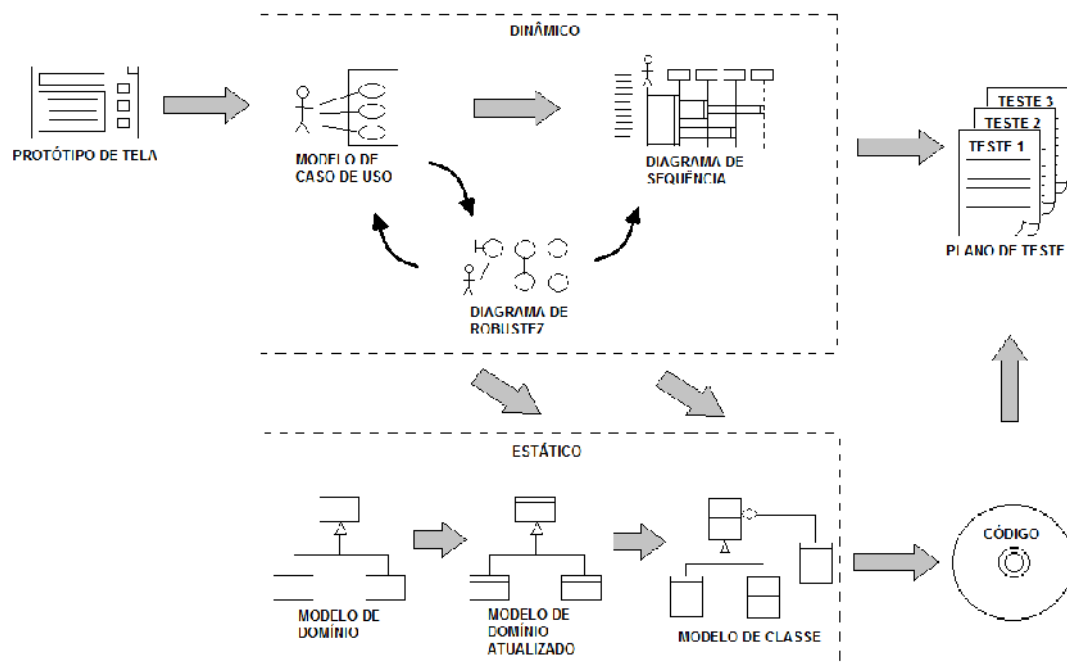 DINÂMICO
PROTÓTIPO DE TELA
MODELO DE
CASO DE USO
DIAGRAMA DE
SEQUÊNCIA
TESTE 3
TESTE 2
TESTE 1
PLANO DE TESTE
DIAGRAMA DE
ROBUSTEZ
ESTÁTICO
MODELO DE
DOMÍNIO
MODELO DE
DOMÍNIO
ATUALIZADO
MODELO DE CLASSE
CÓDIGO